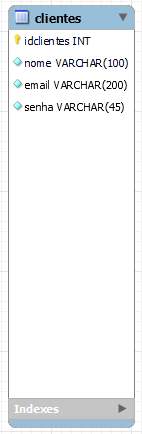 clientes
idclientes INT
nome VARCHAR(100)
email VARCHAR(200)
senha VARCHAR(45)
Indexes